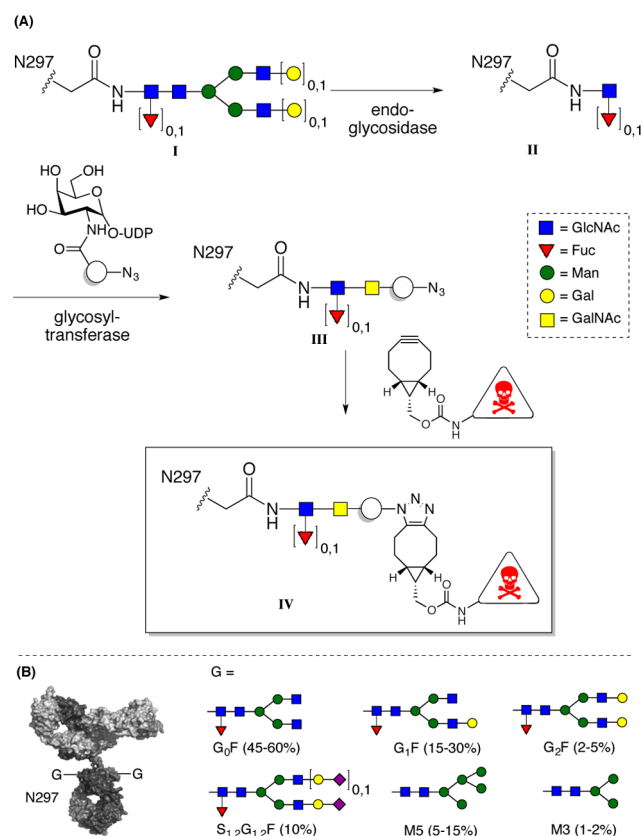 (A)
N297
O
N
H
0,1
0,1
0,1
I
endo-
glycosidase
N297
O
N
H
0,1
II
HO
OH
O
HO
NH
O-UDP
O
N3
glycosyl-
transferase
N297
O
N
H
N3
0,1
III
= GlcNAc
= Fuc
= Man
= Gal
= GalNAc
H
H
O
O
N
H
N297
O
N
H
N
N
N
0,1
H
H
O
O
N
H
IV
(B)
G =
G
G
N297
G0F (45-60%)
G1F (15-30%)
G2F (2-5%)
0,1
S1,2G1,2F (10%)
M5 (5-15%)
M3 (1-2%)